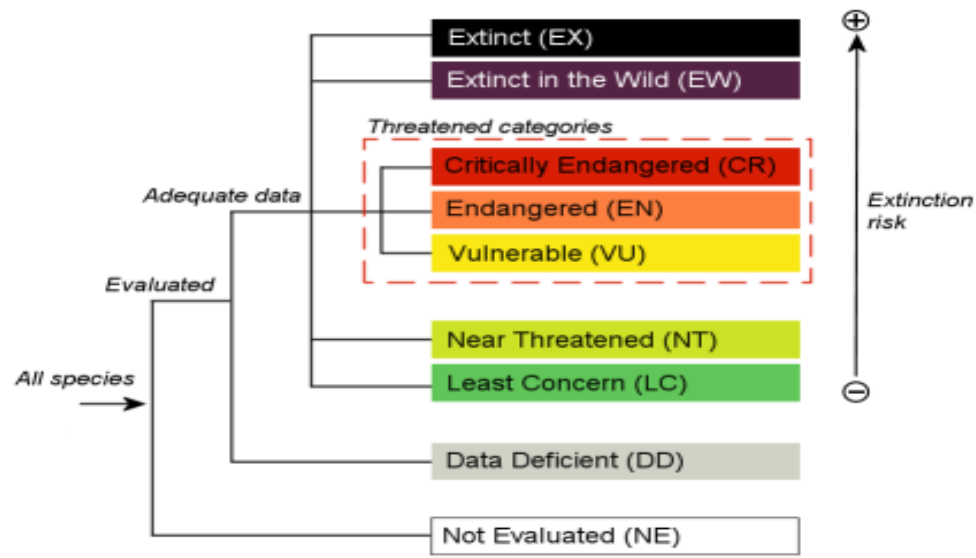 Extinct (EX)
Extinct in the Wild (EW)
Threatened categories
Critically Endangered (CR)
Adequate data
Endangered (EN)
Extinction
risk
Vulnerable (VU)
Evaluated
Near Threatened (NT)
All species
Least Concern (LC)
Data Deficient (DD)
Not Evaluated (NE)